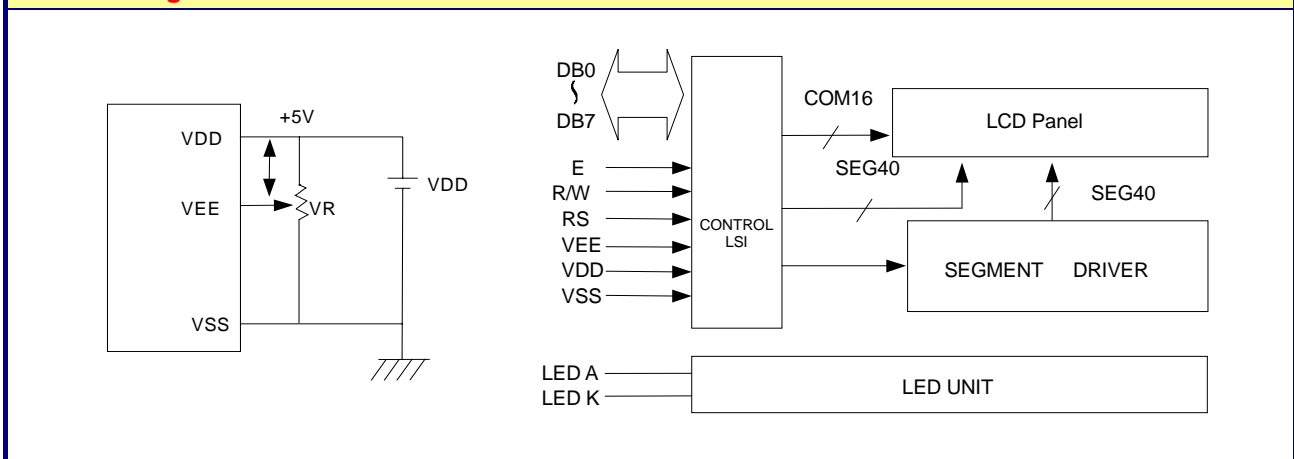 +5V
VDD
VDD
VEE
VR
VSS
DB0
DB7
E
R/W
RS
VEE
VDD
VSS
CONTROL
LSI
COM16
LCD Panel
SEG40
SEG40
SEGMENT DRIVER
LED A
LED K
LED UNIT